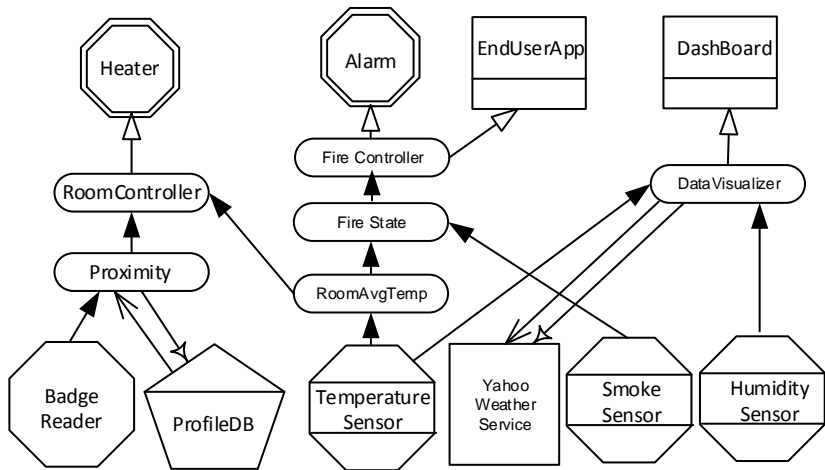 Heater
Alarm
EndUserApp
DashBoard
Fire Controller
RoomController
DataVisualizer
Fire State
Proximity
RoomAvgTemp
Badge
Reader
ProfileDB
Temperature
Sensor
Yahoo
Weather
Service
Smoke
Sensor
Humidity
Sensor